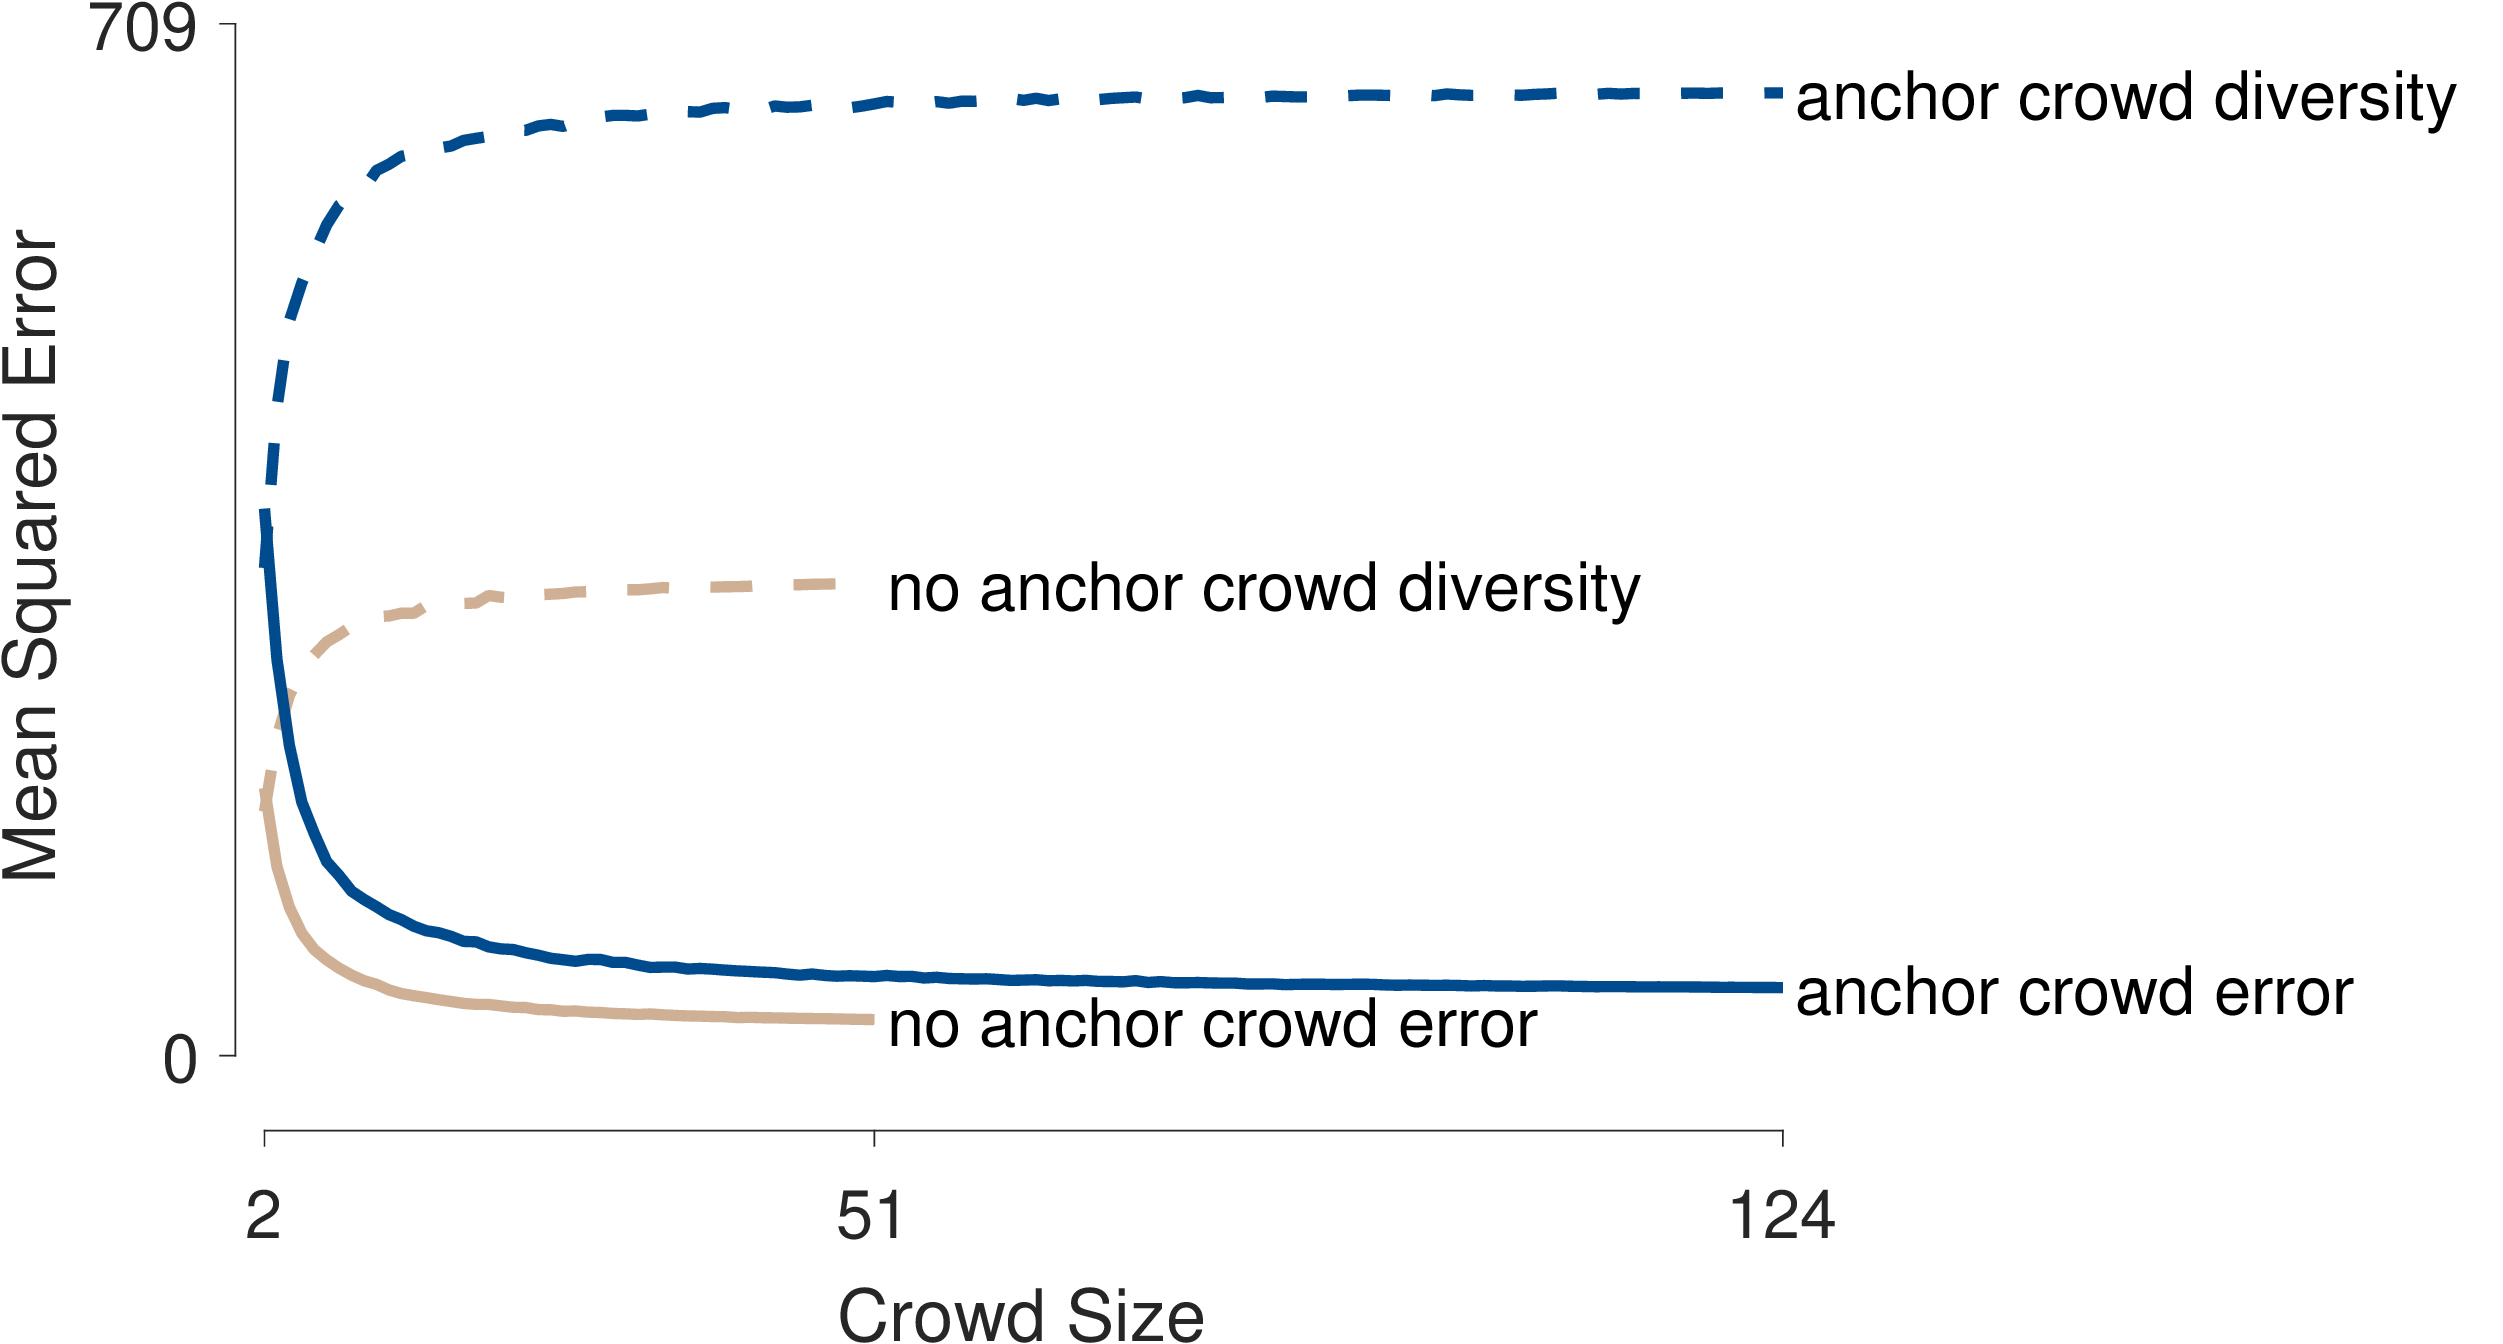 709
anchor crowd diversity
Mean Squared Error
no anchor crowd diversity
anchor crowd error
no anchor crowd error
0
2
51
124
Crowd Size